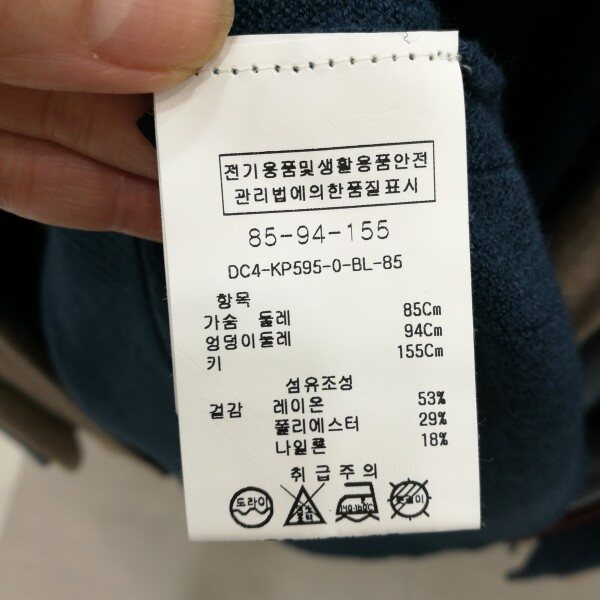 전기용품및생활용품안전
관리법에의한품질표시
85-94-155
DC4-KP595-0-BL-85
항목
가슴 둘레 85Cm
엉덩이둘레 94Cm
키 155Cm
섬유조성
겉감 레이온 53%
폴리에스터 29%
나일론 18%
취급주의
드라이
140-160℃